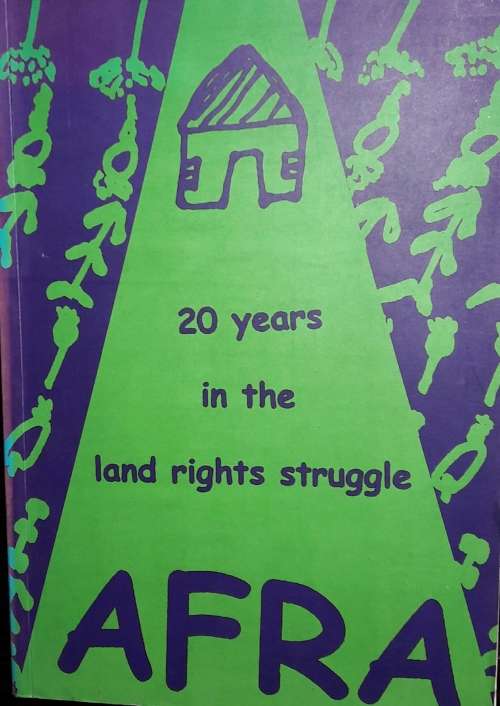 20 years
in the
land rights struggle
AFRA